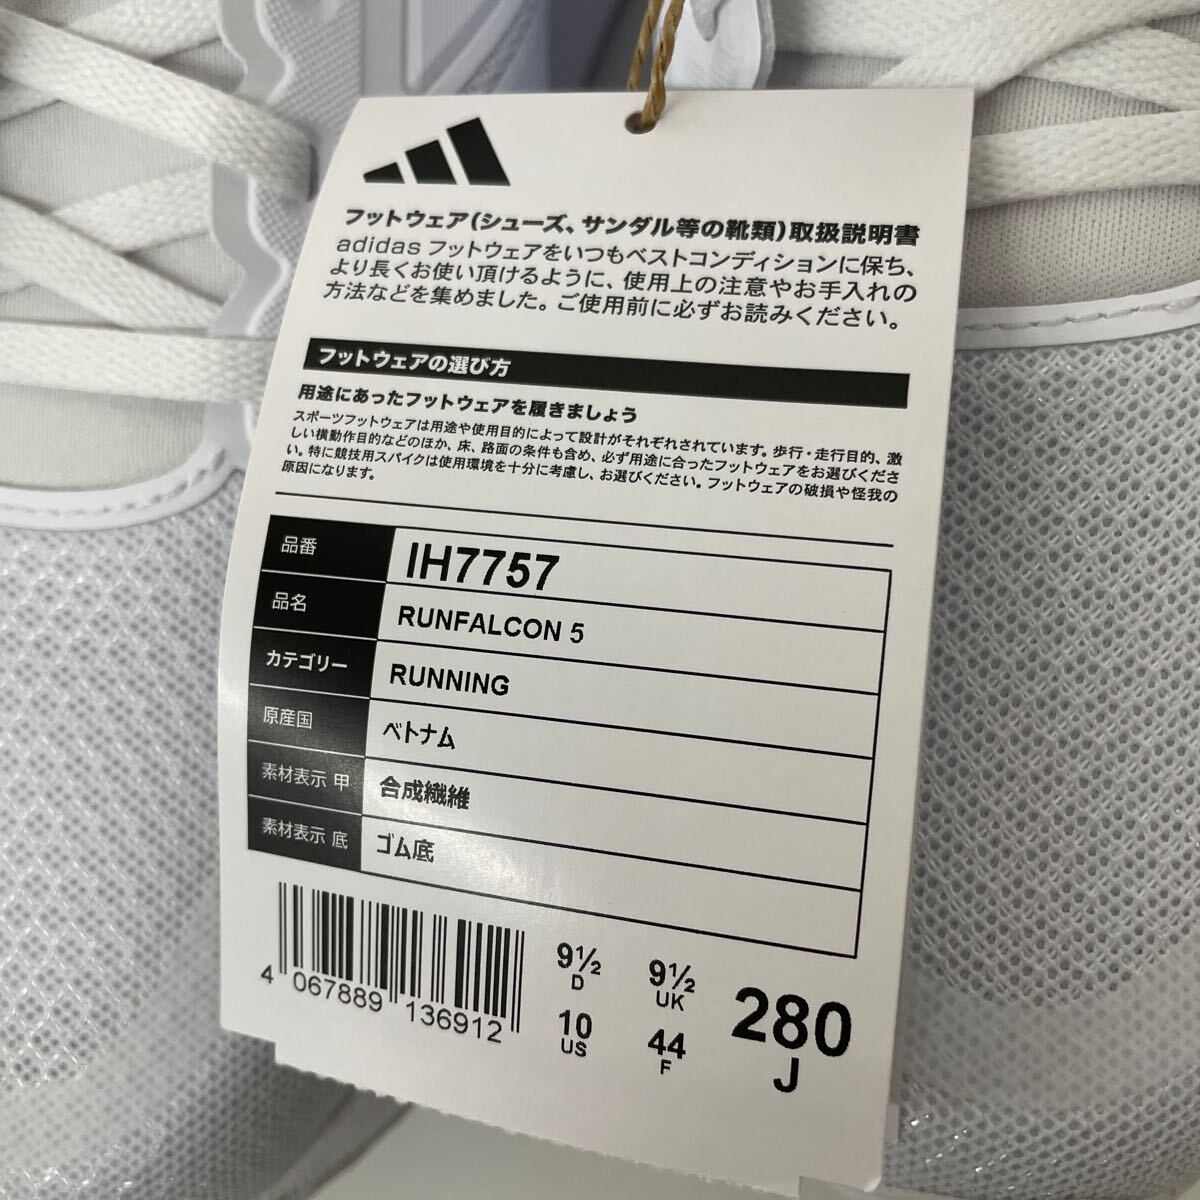 フットウェア(シューズ、サンダル等の靴類)取扱説明書
adidas フットウェアをいつもベストコンディションに保ち、
より長くお使い頂けるように、使用上の注意やお手入れの
方法などを集めました。ご使用前に必ずお読みください。
フットウェアの選び方
用途にあったフットウェアを履きましょう
スポーツフットウェアは用途や使用目的によって設計がそれぞれされています。歩行・走行目的、激
しい横動作目的などのほか、床、路面の条件も含め、必ず用途に合ったフットウェアをお選びくださ
い。特に競技用スパイクは使用環境を十分に考慮し、お選びください。フットウェアの破損や怪我の
原因になります。
品番 IH7757
品名 RUNFALCON 5
カテゴリー RUNNING
原産国 ベトナム
素材表示 甲 合成繊維
素材表示 底 ゴム底
4 067889 136912
9½ D
9½ UK
10 US
44 F
280 J